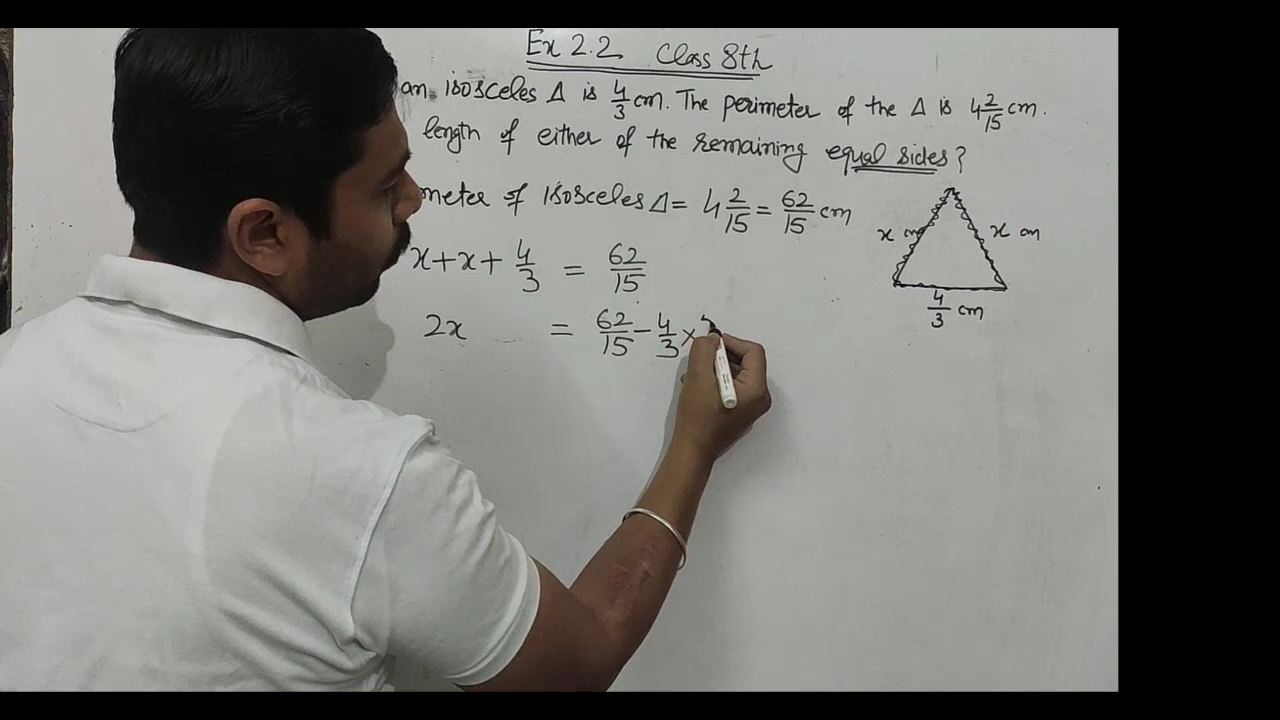 Ex 2.2 Class 8th
an isosceles Δ is 4/3 cm. The perimeter of the Δ is 4 2/15 cm.
length of either of the remaining equal sides?
meter of isosceles Δ = 4 2/15 = 62/15 cm
x cm
x cm
4/3 cm
x + x + 4/3 = 62/15
2x = 62/15 - 4/3 ×